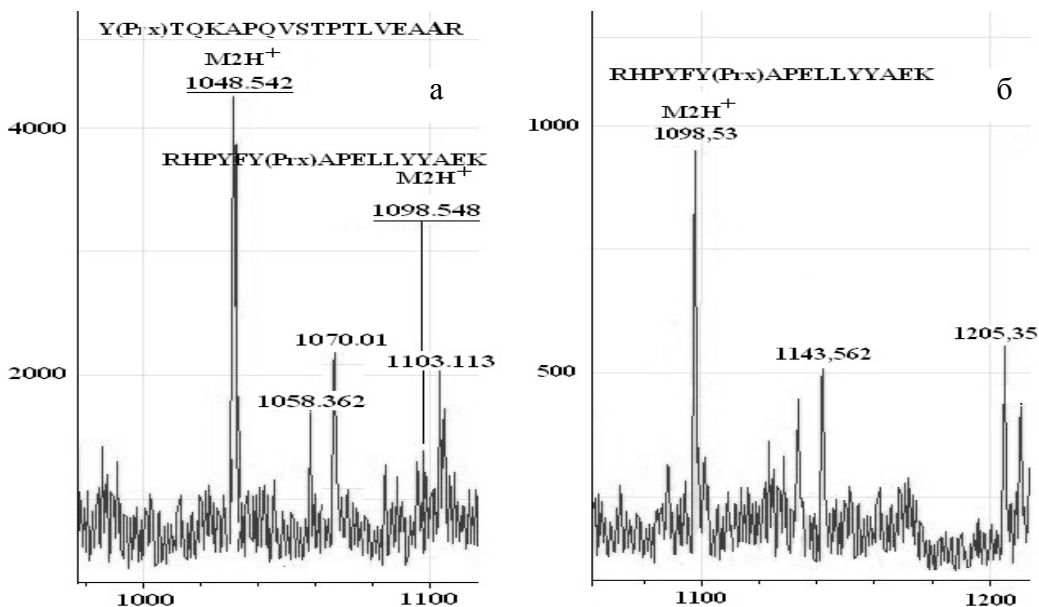 Y(Prx)TQKAPQVSTPTLVEAAR
M2H+
1048.542
а
4000
RHPYFY(Prx)APELLYYAEK
M2H+
1098.548
1070.01
1103.113
2000
1058.362
1000
1100
RHPYFY(Prx)APELLYYAEK
б
M2H+
1098,53
1000
1205,35
1143,562
500
1100
1200